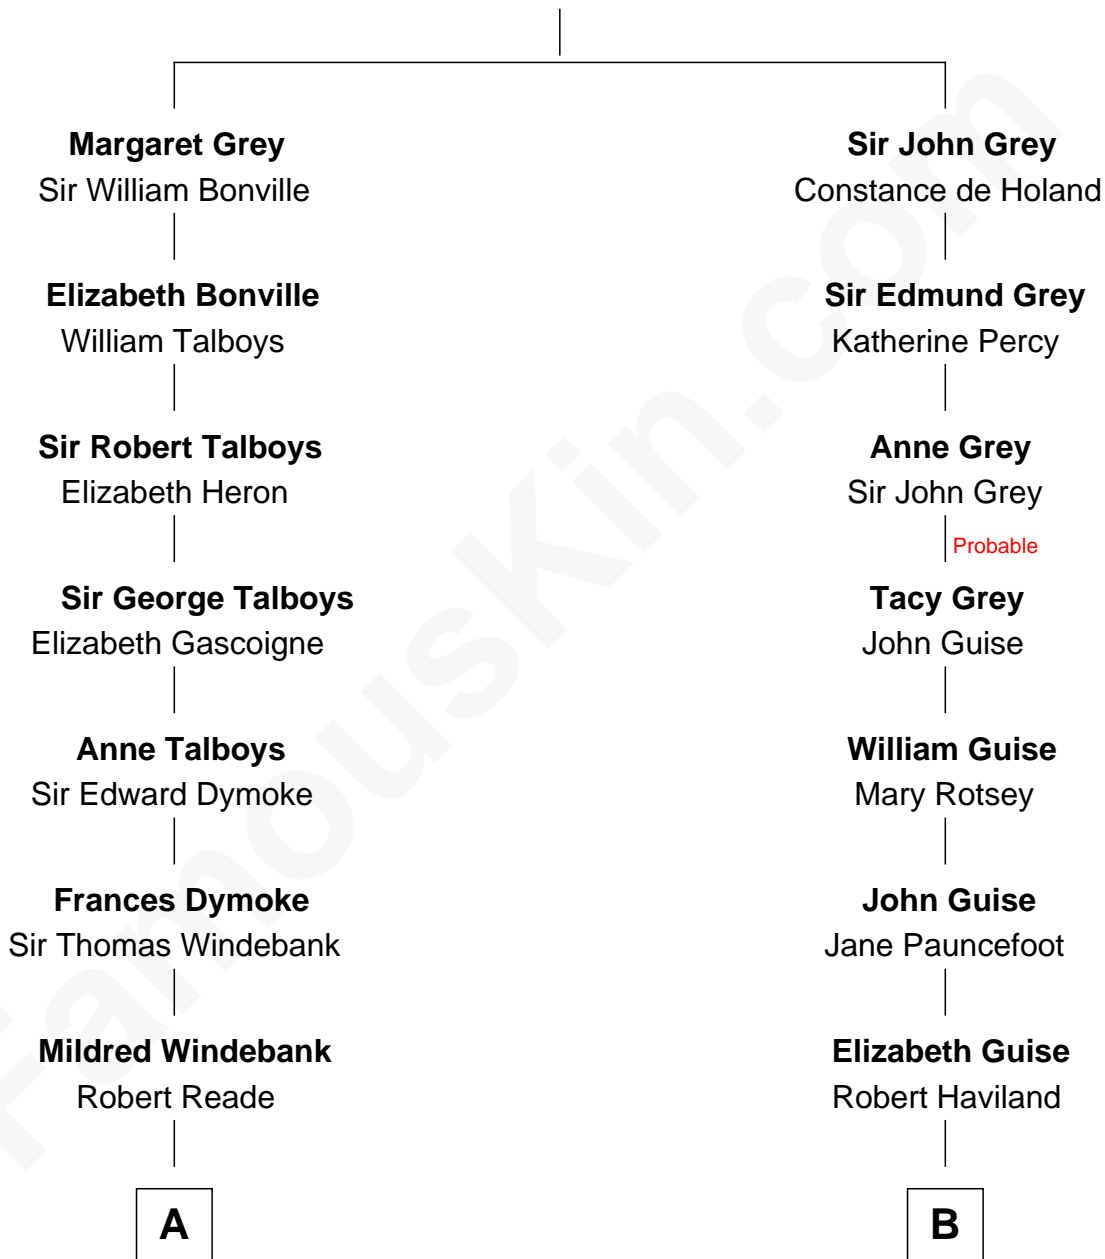 Margaret Grey
Sir William Bonville
Sir John Grey
Constance de Holand
Elizabeth Bonville
William Talboys
Sir Edmund Grey
Katherine Percy
Sir Robert Talboys
Elizabeth Heron
Anne Grey
Sir John Grey
Probable
Sir George Talboys
Elizabeth Gascoigne
Tacy Grey
John Guise
Anne Talboys
Sir Edward Dymoke
William Guise
Mary Rotsey
Frances Dymoke
Sir Thomas Windebank
John Guise
Jane Pauncefoot
Mildred Windebank
Robert Reade
Elizabeth Guise
Robert Haviland
A
B
FamousKin.com